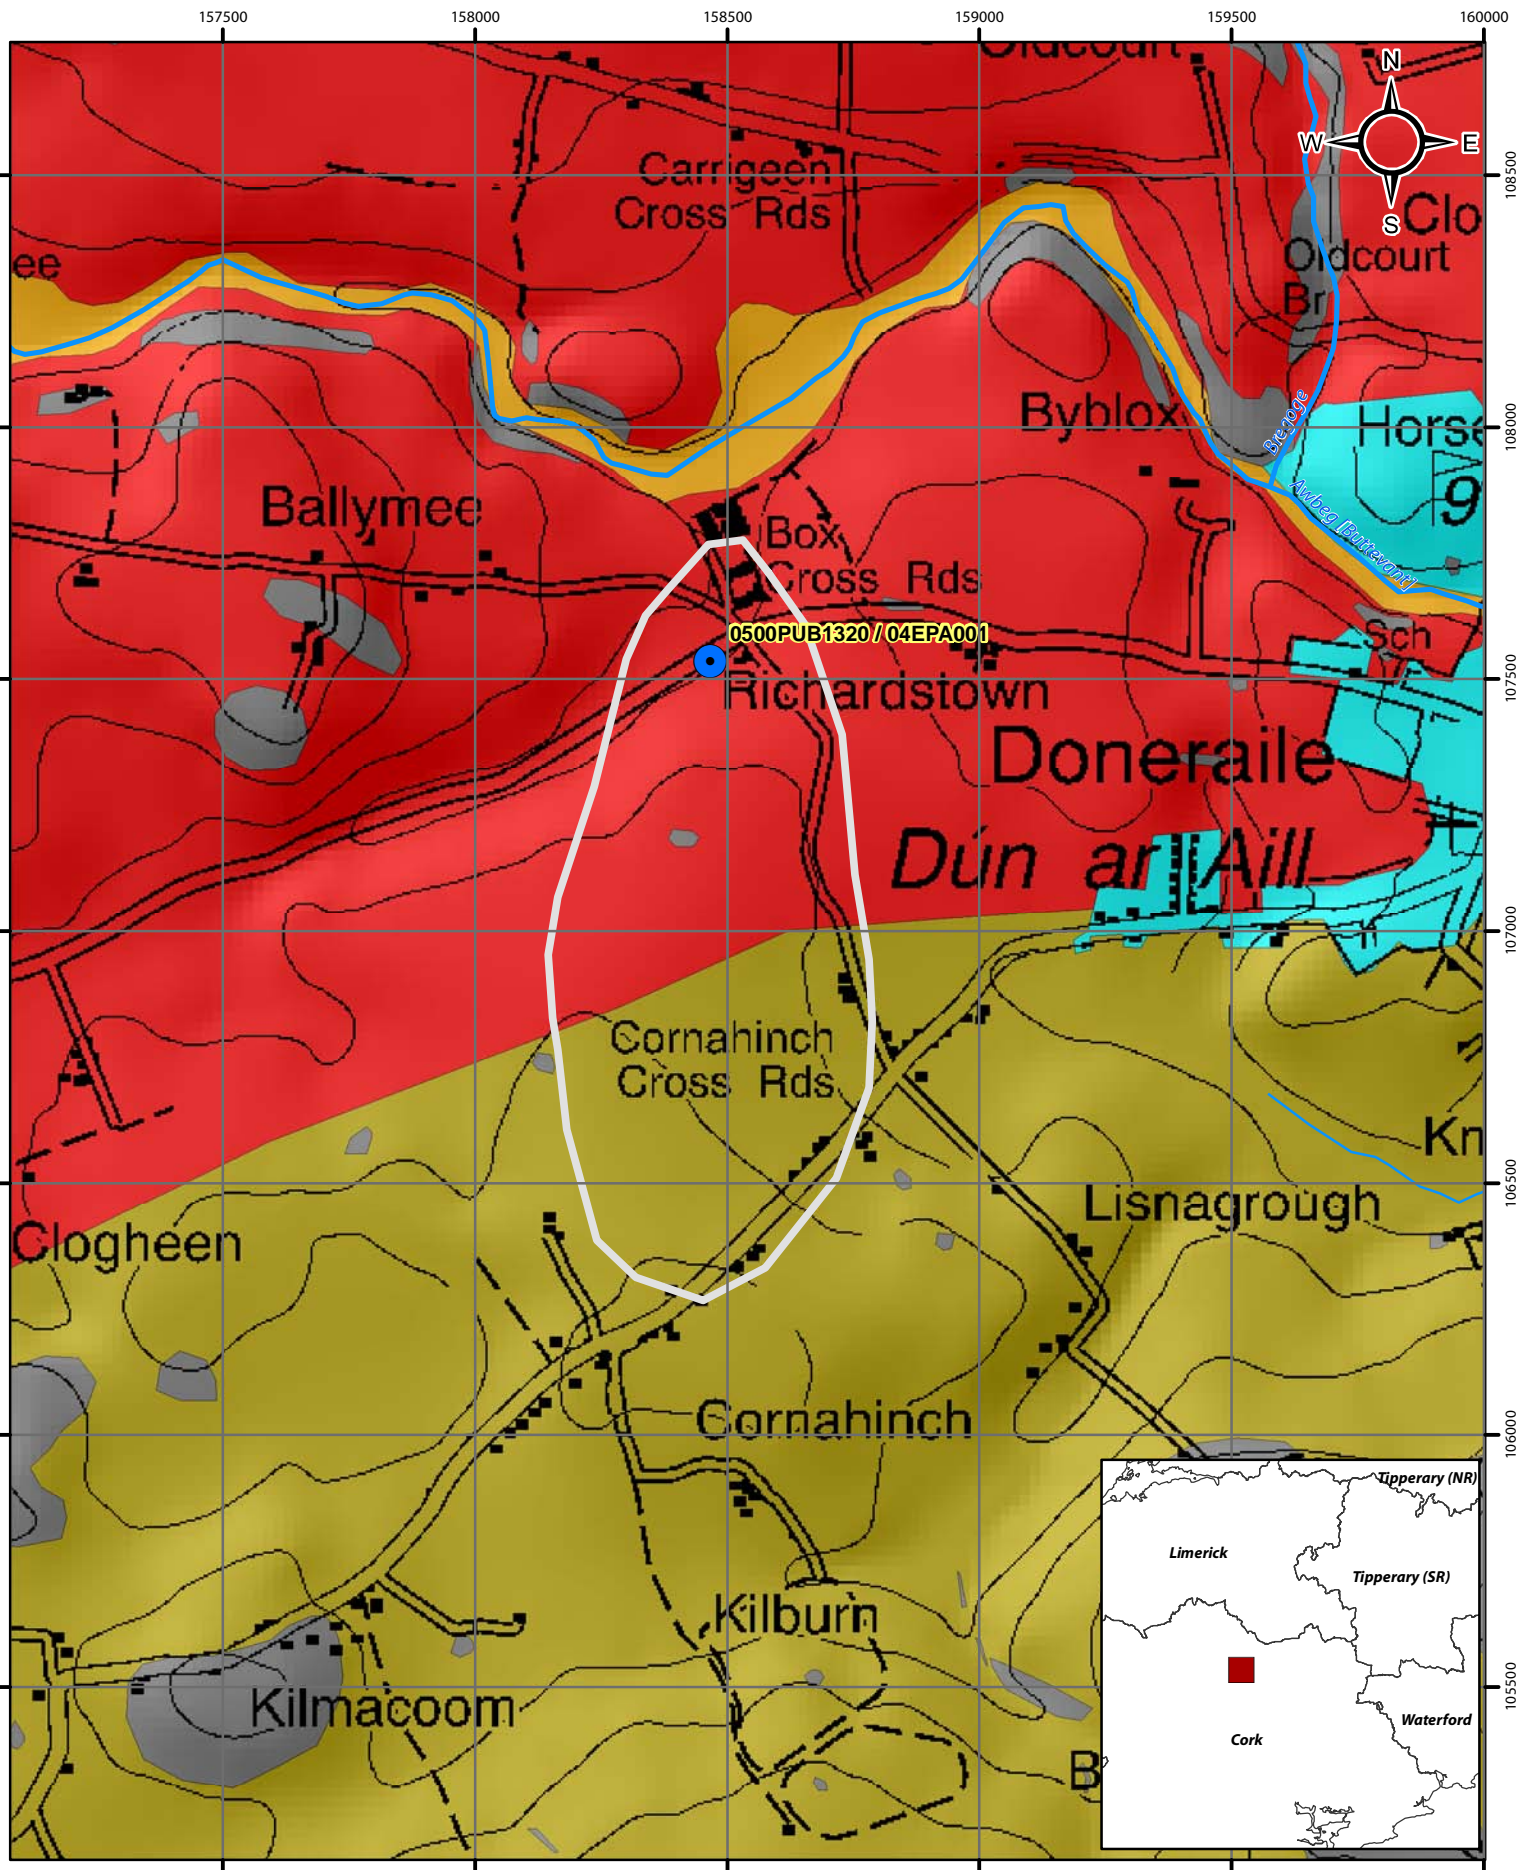 157500
158000
158500
159000
159500
160000
Oldcourt
N
W
E
S
Carrigeen
Cross Rds
108500
Clo
Oldcourt
Br
ee
Byblox
Bregoge
Horse
108000
9
Awbeg [Buttevant]
Ballymee
Box
Cross Rds
0500PUB1320 / 04EPA001
Sch
Richardstown
107500
Doneraile
Dún ar Aill
107000
Cornahinch
Cross Rds
Kn
106500
Lisnagrough
Clogheen
Cornahinch
106000
Tipperary (NR)
Limerick
Tipperary (SR)
Kilburn
Kilmacoom
105500
Waterford
Cork
B